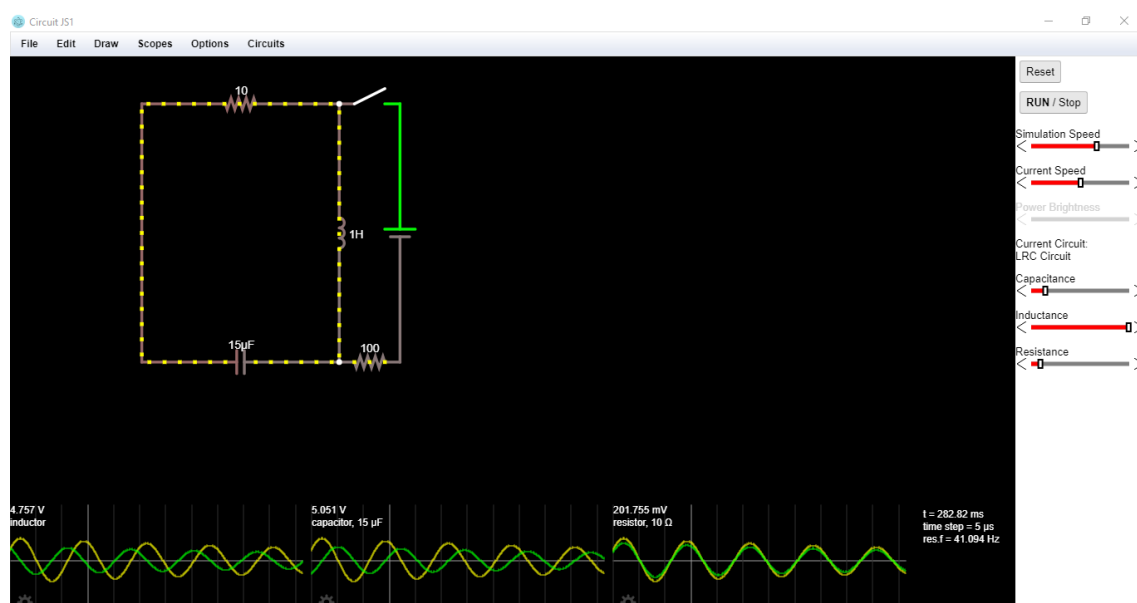 Circuit JS1
File Edit Draw Scopes Options Circuits
Reset
RUN / Stop
Simulation Speed
Current Speed
Power Brightness
Current Circuit:
LRC Circuit
Capacitance
Inductance
Resistance
10
1H
15µF
100
4.757 V
inductor
5.051 V
capacitor, 15 µF
201.755 mV
resistor, 10 Ω
t = 282.82 ms
time step = 5 µs
res.f = 41.094 Hz